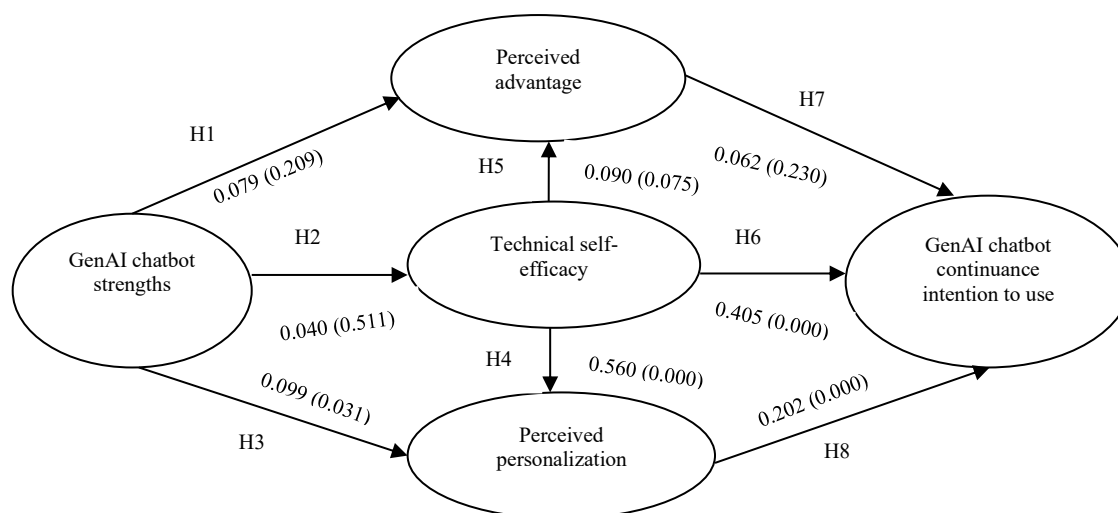 Perceived
advantage
H7
H1
0.079 (0.209)
H5
0.090 (0.075)
0.062 (0.230)
GenAI chatbot
strengths
H2
Technical self-
efficacy
H6
GenAI chatbot
continuance
intention to use
0.040 (0.511)
0.405 (0.000)
H4
0.560 (0.000)
0.099 (0.031)
0.202 (0.000)
H3
Perceived
personalization
H8